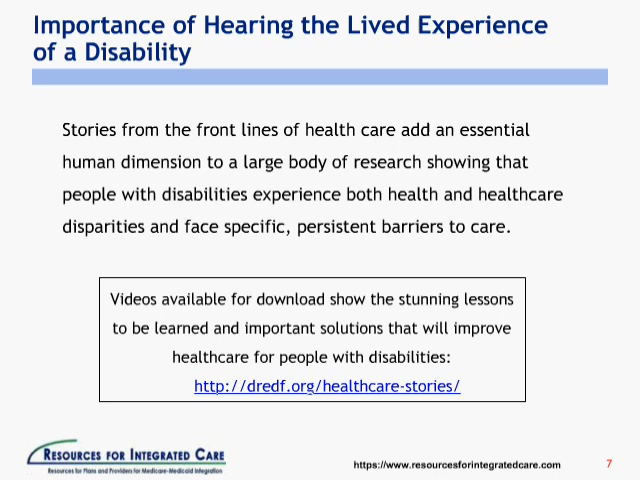 Importance of Hearing the Lived Experience
of a Disability
Stories from the front lines of health care add an essential
human dimension to a large body of research showing that
people with disabilities experience both health and healthcare
disparities and face specific, persistent barriers to care.
Videos available for download show the stunning lessons
to be learned and important solutions that will improve
healthcare for people with disabilities:
http://dredf.org/healthcare-stories/
RESOURCES FOR INTEGRATED CARE
Resources for Plans and Providers for Medicare-Medicaid Integration
https://www.resourcesforintegratedcare.com
7